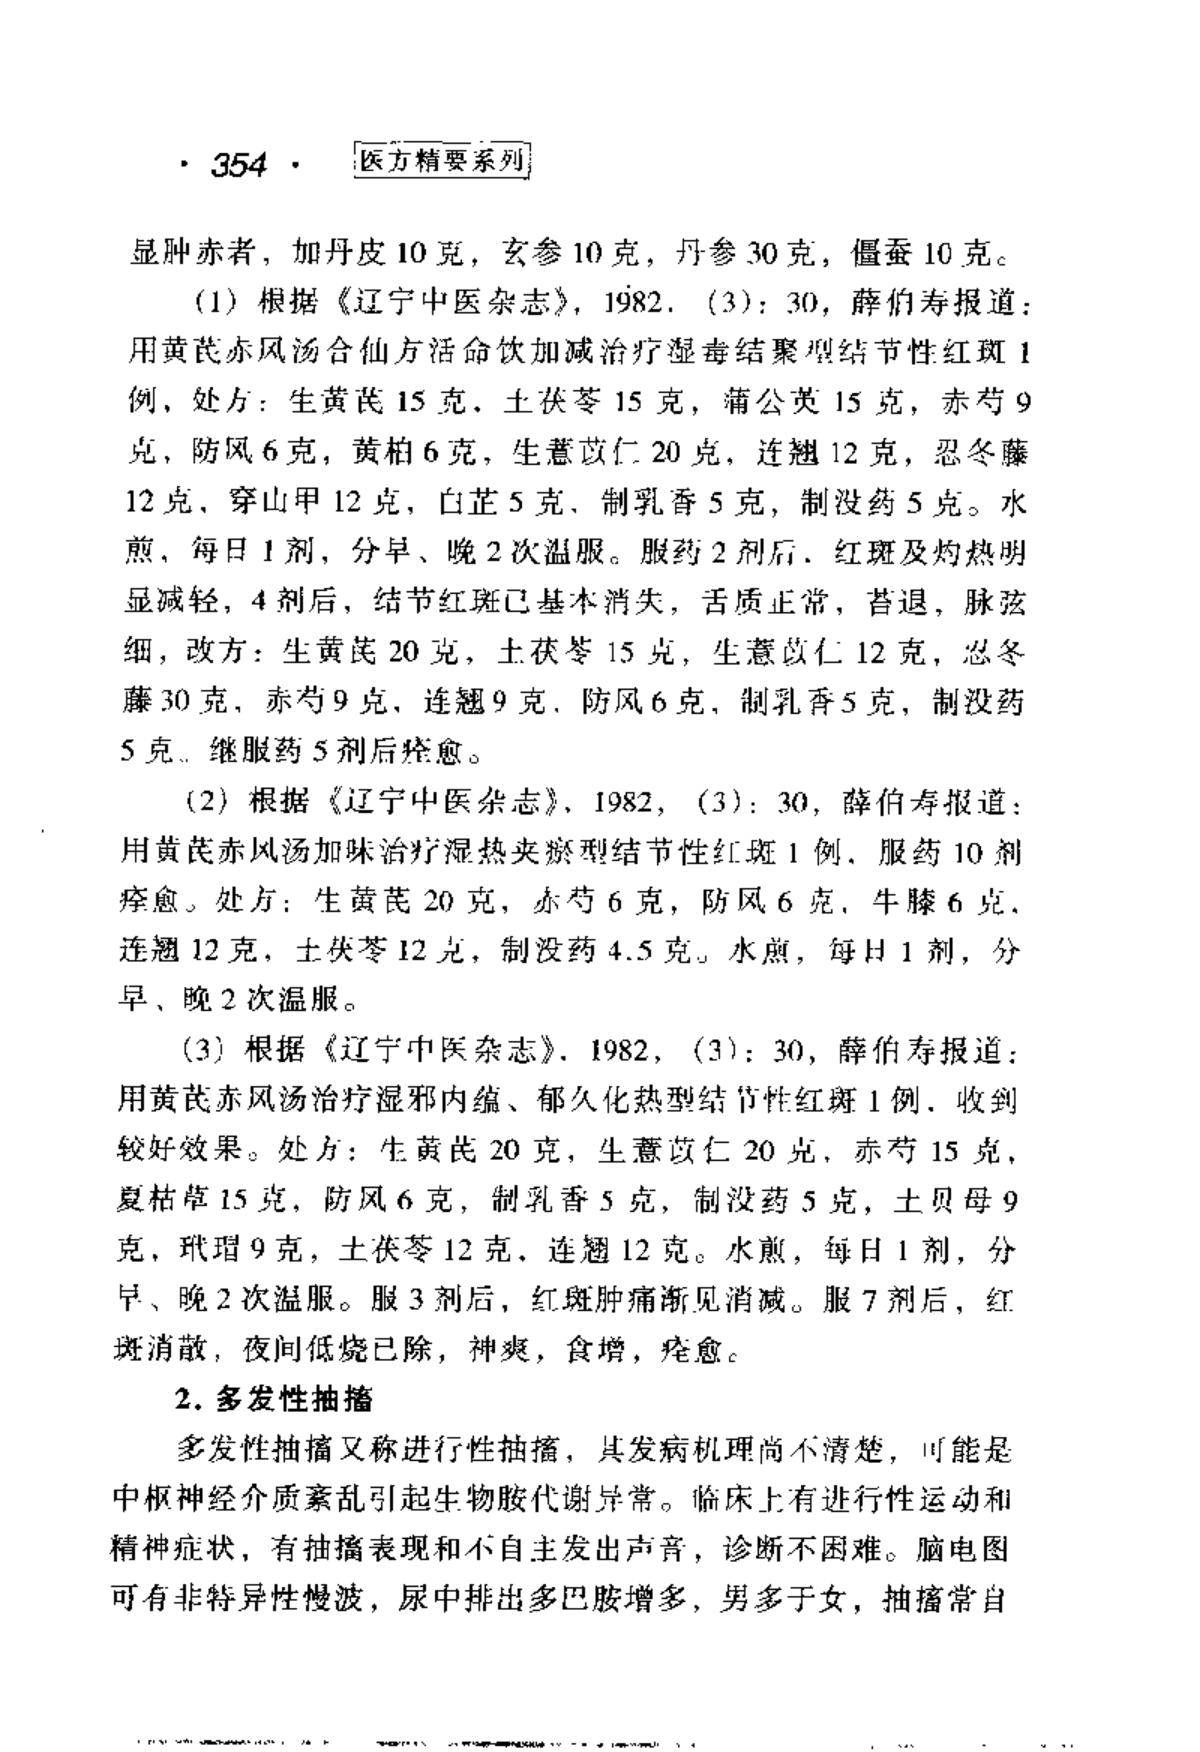 · 354 · 医方精要系列
显肿赤者，加丹皮 10 克，玄参 10 克，丹参 30 克，僵蚕 10 克。
（1）根据《辽宁中医杂志》，1982.（3）：30，薛伯寿报道：
用黄芪赤风汤合仙方活命饮加减治疗湿毒结聚型结节性红斑 1
例，处方：生黄芪 15 克，土茯苓 15 克，蒲公英 15 克，赤芍 9
克，防风 6 克，黄柏 6 克，生薏苡仁 20 克，连翘 12 克，忍冬藤
12 克，穿山甲 12 克，白芷 5 克，制乳香 5 克，制没药 5 克。水
煎，每日 1 剂，分早、晚 2 次温服。服药 2 剂后，红斑及灼热明
显减轻，4 剂后，结节红斑已基本消失，舌质正常，苔退，脉弦
细，改方：生黄芪 20 克，土茯苓 15 克，生薏苡仁 12 克，忍冬
藤 30 克，赤芍 9 克，连翘 9 克，防风 6 克，制乳香 5 克，制没药
5 克。继服药 5 剂后痊愈。
（2）根据《辽宁中医杂志》，1982，（3）：30，薛伯寿报道：
用黄芪赤风汤加味治疗湿热夹瘀型结节性红斑 1 例，服药 10 剂
痊愈。处方：生黄芪 20 克，赤芍 6 克，防风 6 克，牛膝 6 克，
连翘 12 克，土茯苓 12 克，制没药 4.5 克。水煎，每日 1 剂，分
早、晚 2 次温服。
（3）根据《辽宁中医杂志》，1982，（3）：30，薛伯寿报道：
用黄芪赤风汤治疗湿邪内蕴、郁久化热型结节性红斑 1 例，收到
较好效果。处方：生黄芪 20 克，生薏苡仁 20 克，赤芍 15 克，
夏枯草 15 克，防风 6 克，制乳香 5 克，制没药 5 克，土贝母 9
克，玳瑁 9 克，土茯苓 12 克，连翘 12 克。水煎，每日 1 剂，分
早、晚 2 次温服。服 3 剂后，红斑肿痛渐见消减。服 7 剂后，红
斑消散，夜间低烧已除，神爽，食增，痊愈。
2. 多发性抽搐
多发性抽搐又称进行性抽搐，其发病机理尚不清楚，可能是
中枢神经介质紊乱引起生物胺代谢异常。临床上有进行性运动和
精神症状，有抽搐表现和不自主发出声音，诊断不困难。脑电图
可有非特异性慢波，尿中排出多巴胺增多，男多于女，抽搐常自